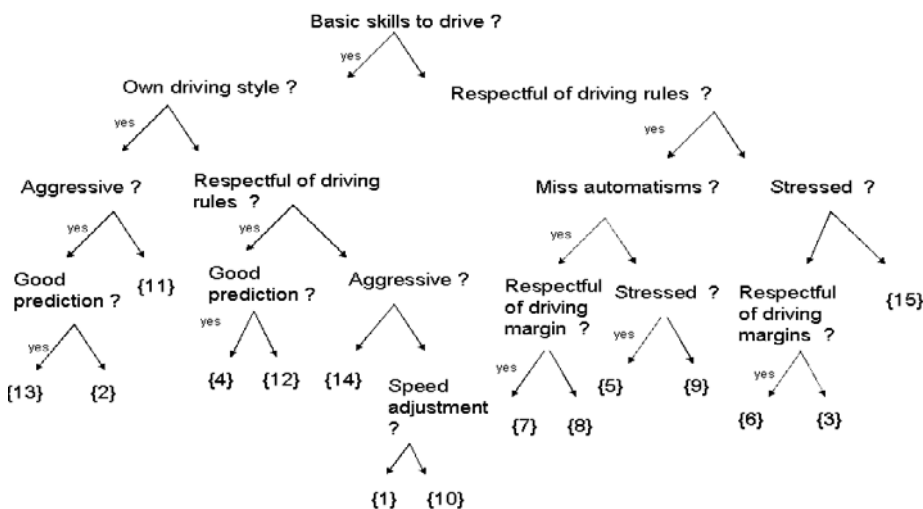 Basic skills to drive ?
yes
Own driving style ?
Respectful of driving rules ?
yes
yes
Aggressive ?
Respectful of driving
rules ?
Miss automatisms ?
Stressed ?
yes
yes
yes
Good
prediction ?
{11}
Good
prediction ?
Aggressive ?
Respectful
of driving
margin ?
Stressed ?
Respectful
of driving
margins ?
{15}
yes
yes
yes
yes
yes
{13}
{2}
{4}
{12}
{14}
Speed
adjustment
?
{7}
{8}
{5}
{9}
{6}
{3}
{1}
{10}